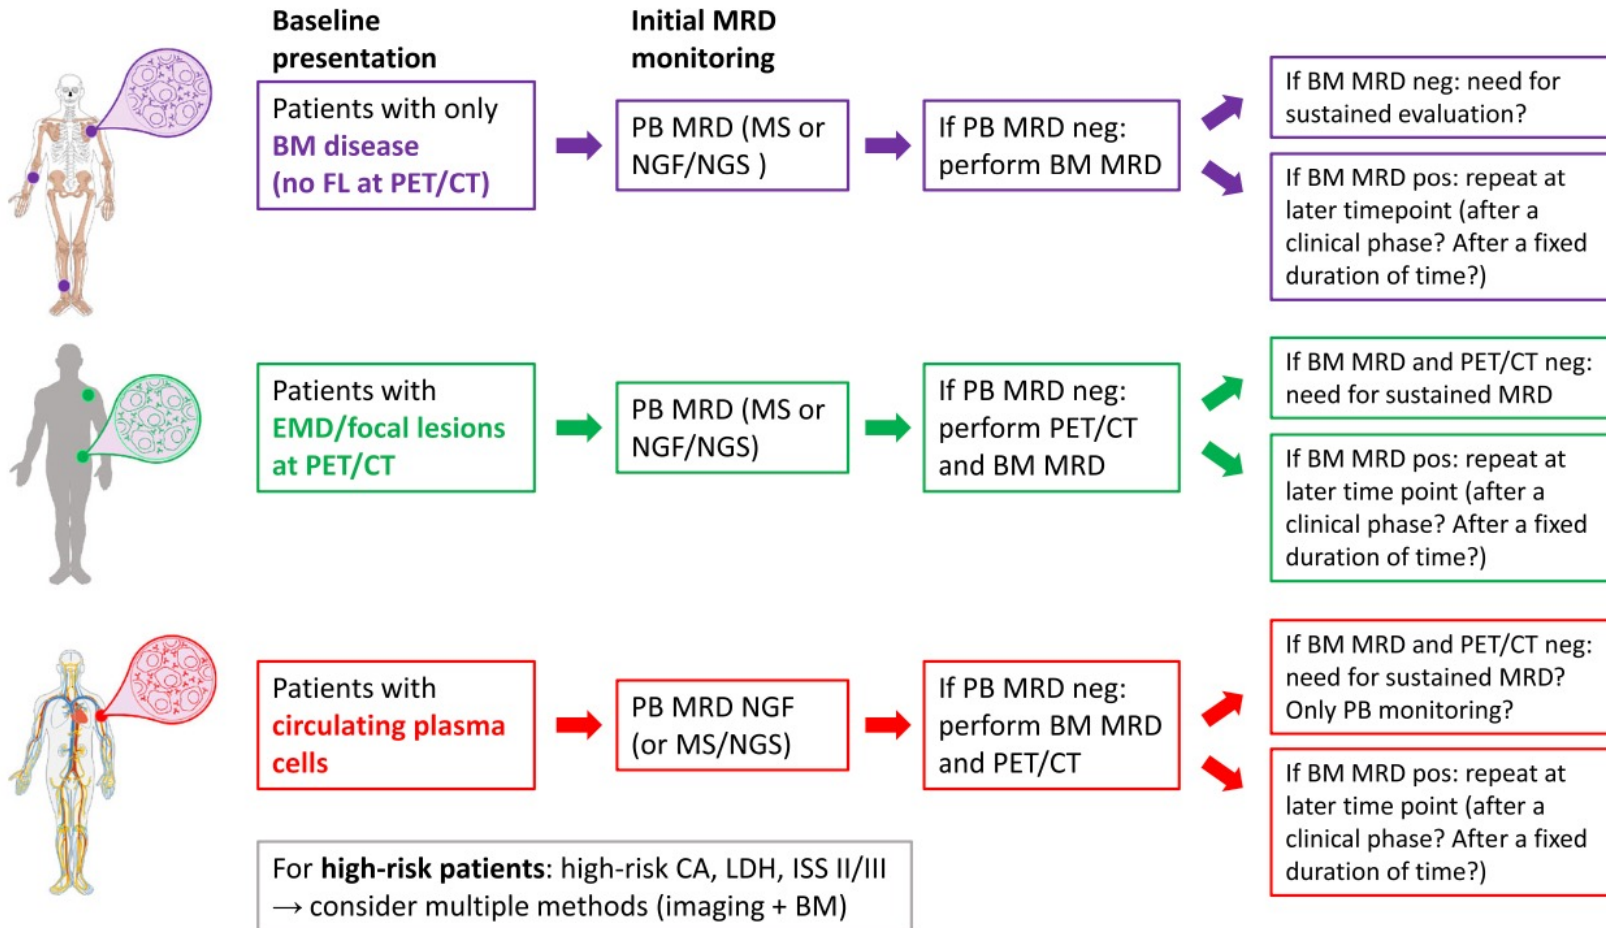 Baseline
presentation
Initial MRD
monitoring
Patients with only
BM disease
(no FL at PET/CT)
PB MRD (MS or
NGF/NGS )
If PB MRD neg:
perform BM MRD
If BM MRD neg: need for
sustained evaluation?
If BM MRD pos: repeat at
later timepoint (after a
clinical phase? After a fixed
duration of time?)
Patients with
EMD/focal lesions
at PET/CT
PB MRD (MS or
NGF/NGS)
If PB MRD neg:
perform PET/CT
and BM MRD
If BM MRD and PET/CT neg:
need for sustained MRD
If BM MRD pos: repeat at
later time point (after a
clinical phase? After a fixed
duration of time?)
Patients with
circulating plasma
cells
PB MRD NGF
(or MS/NGS)
If PB MRD neg:
perform BM MRD
and PET/CT
If BM MRD and PET/CT neg:
need for sustained MRD?
Only PB monitoring?
If BM MRD pos: repeat at
later time point (after a
clinical phase? After a fixed
duration of time?)
For high-risk patients: high-risk CA, LDH, ISS II/III
→ consider multiple methods (imaging + BM)